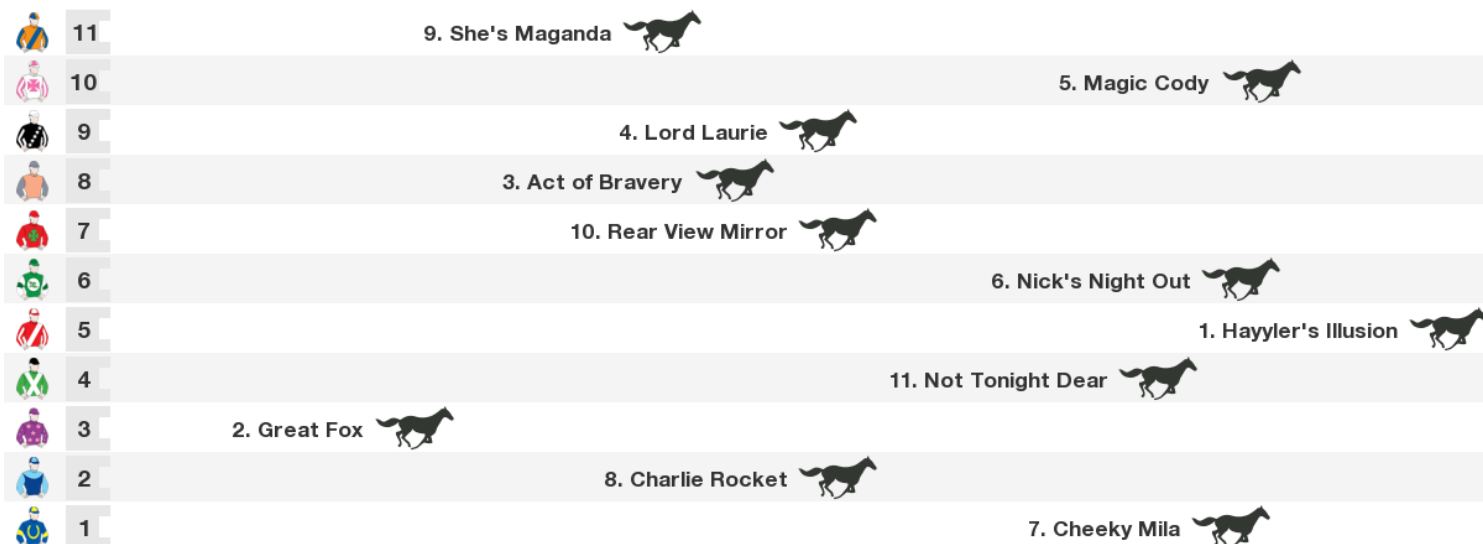 11 9. She's Maganda
10 5. Magic Cody
9 4. Lord Laurie
8 3. Act of Bravery
7 10. Rear View Mirror
6 6. Nick's Night Out
5 1. Hayyler's Illusion
4 11. Not Tonight Dear
3 2. Great Fox
2 8. Charlie Rocket
1 7. Cheeky Mila